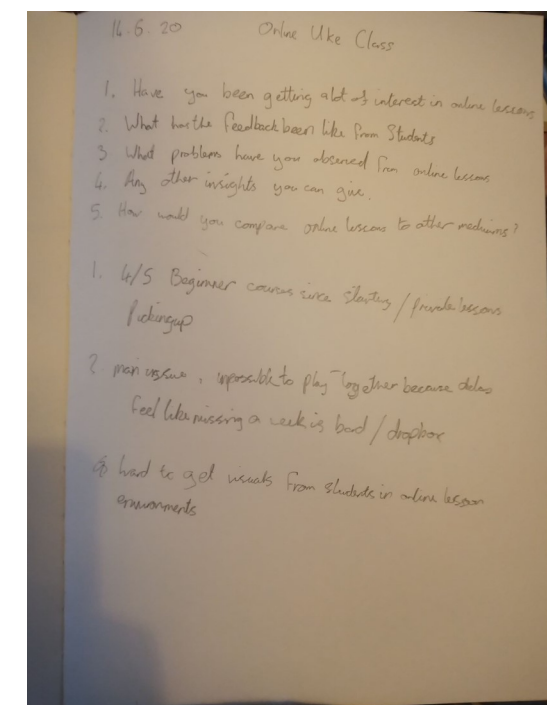 16.6.20 Online Uke Class
1. Have you been getting alot of interest in online lessons
2. What has the feedback been like from Students
3 What problems have you observed from online lessons
4. Any other insights you can give.
5. How would you compare online lessons to other mediums?
1. 4/5 Beginner courses since starting / private lessons
Picking up
2 main issue, impossible to play together because delay
feel like missing a week is bad / dropbox
hard to get visuals from students in online lesson
environments